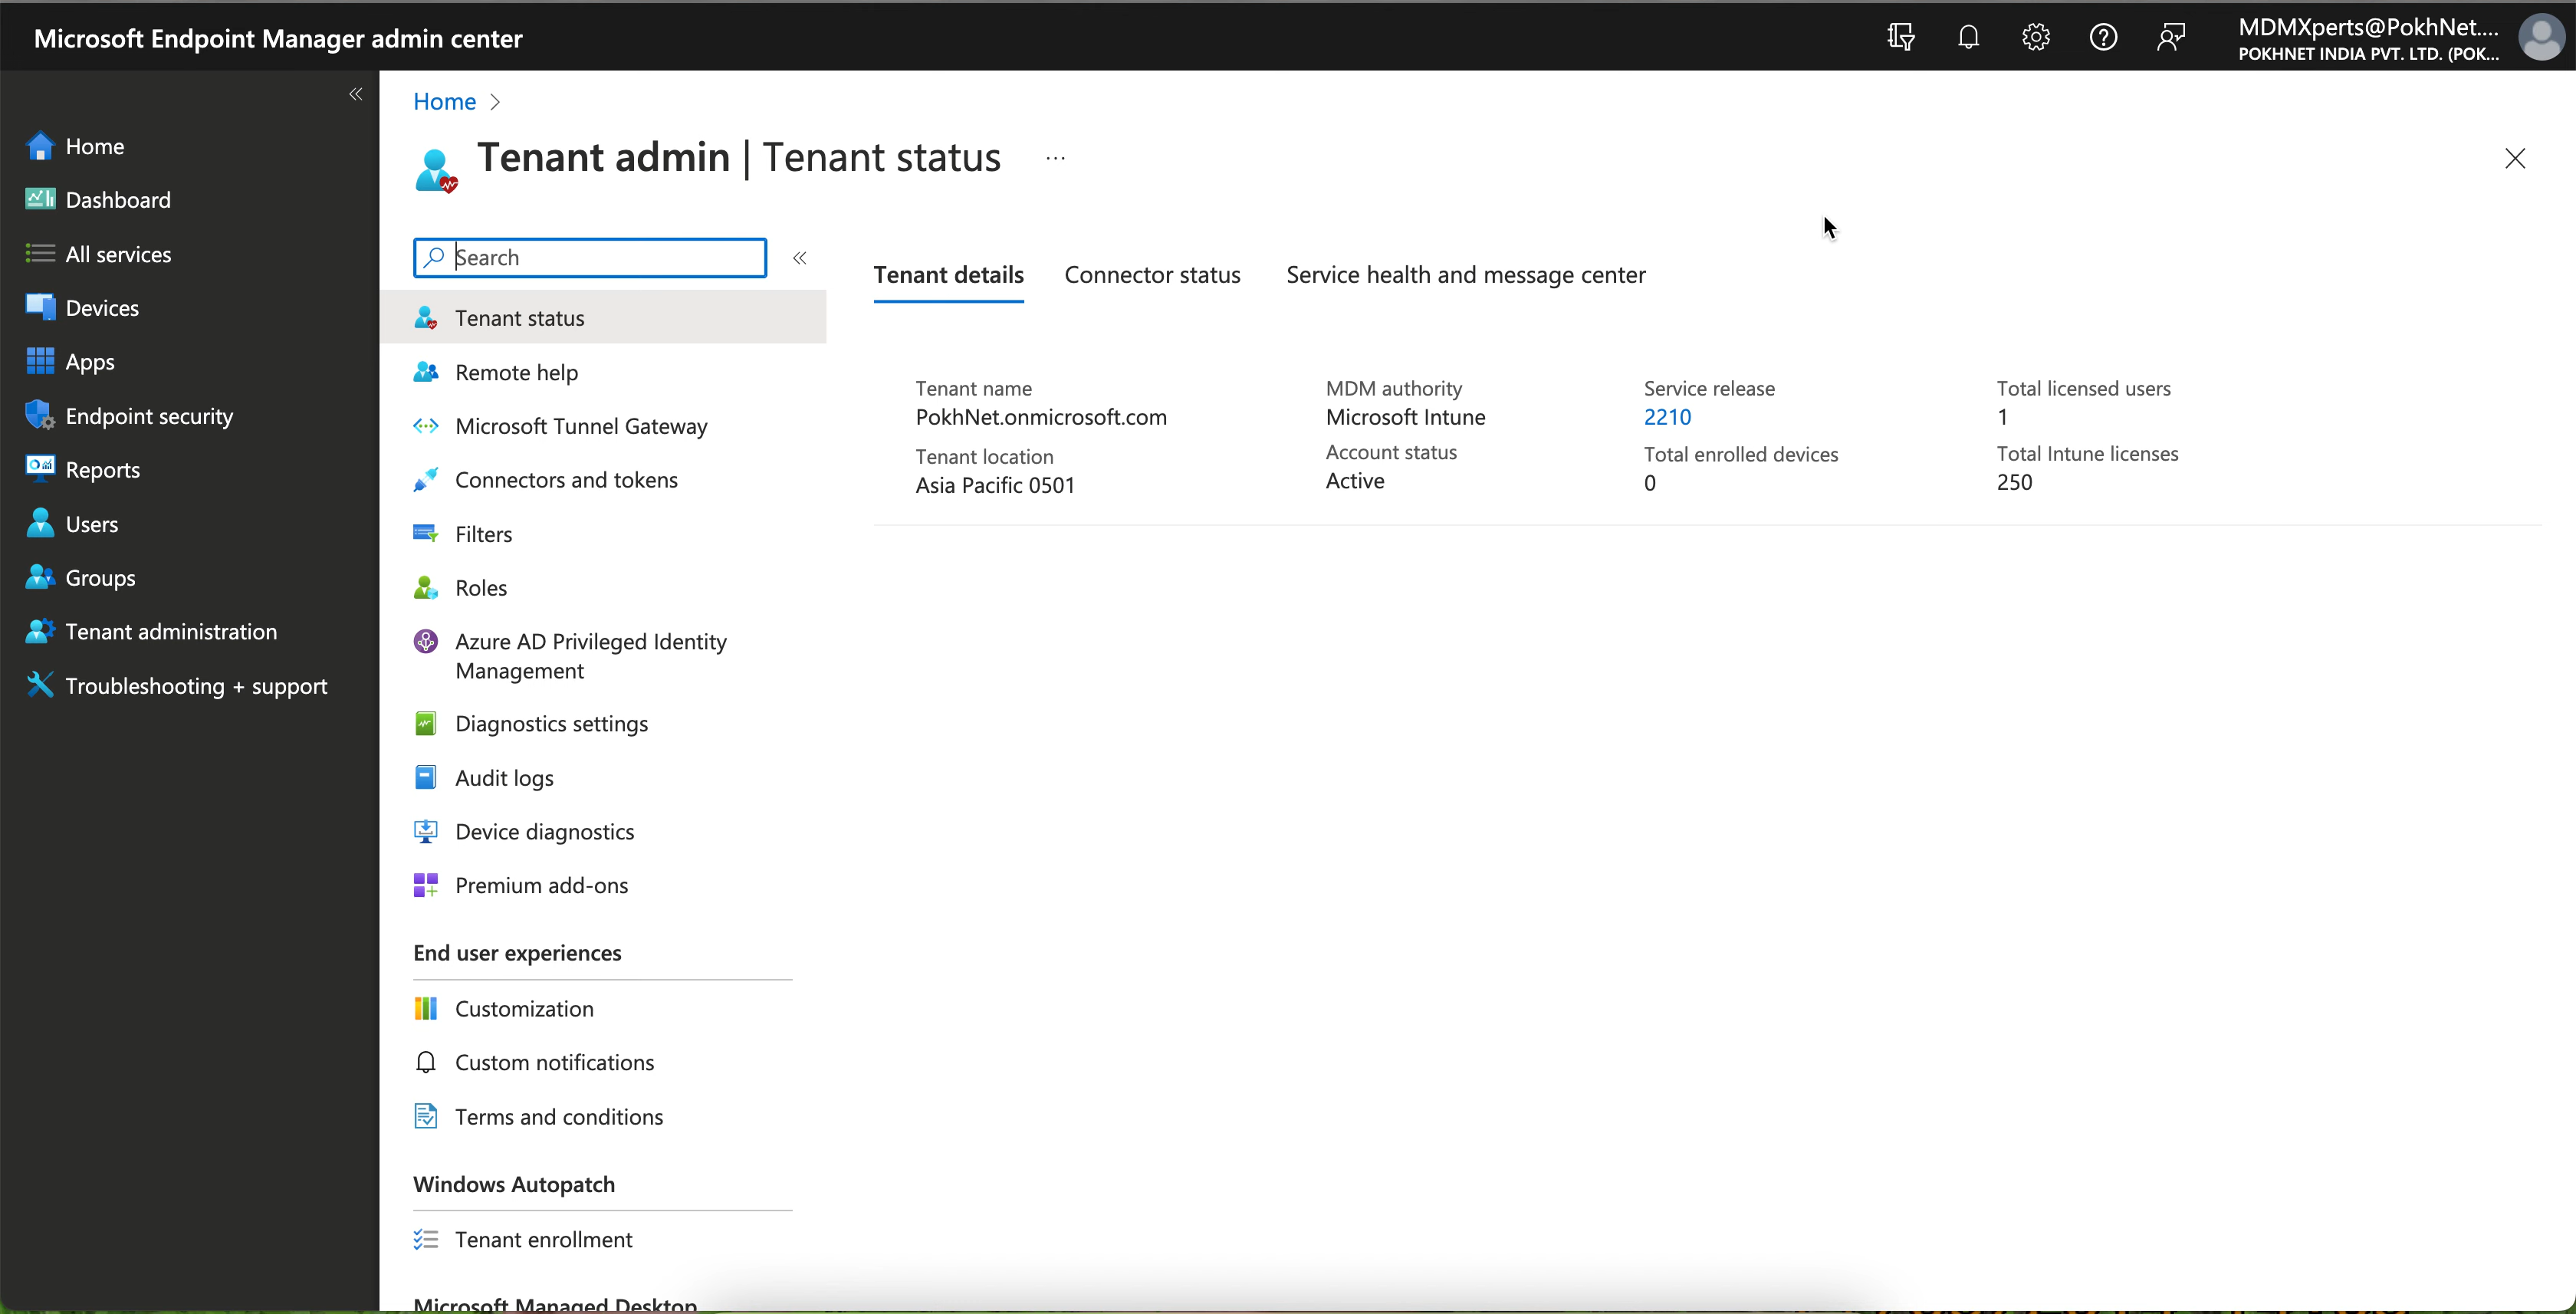 Microsoft Endpoint Manager admin center
MDMXperts@PokhNet....
POKHNET INDIA PVT. LTD. (POK...
Home
Dashboard
All services
Devices
Apps
Endpoint security
Reports
Users
Groups
Tenant administration
Troubleshooting + support
Home >
Tenant admin | Tenant status ...
Search
Tenant status
Remote help
Microsoft Tunnel Gateway
Connectors and tokens
Filters
Roles
Azure AD Privileged Identity
Management
Diagnostics settings
Audit logs
Device diagnostics
Premium add-ons
End user experiences
Customization
Custom notifications
Terms and conditions
Windows Autopatch
Tenant enrollment
Microsoft Managed Desktop
Tenant details Connector status Service health and message center
Tenant name
PokhNet.onmicrosoft.com
Tenant location
Asia Pacific 0501
MDM authority
Microsoft Intune
Account status
Active
Service release
2210
Total enrolled devices
0
Total licensed users
1
Total Intune licenses
250